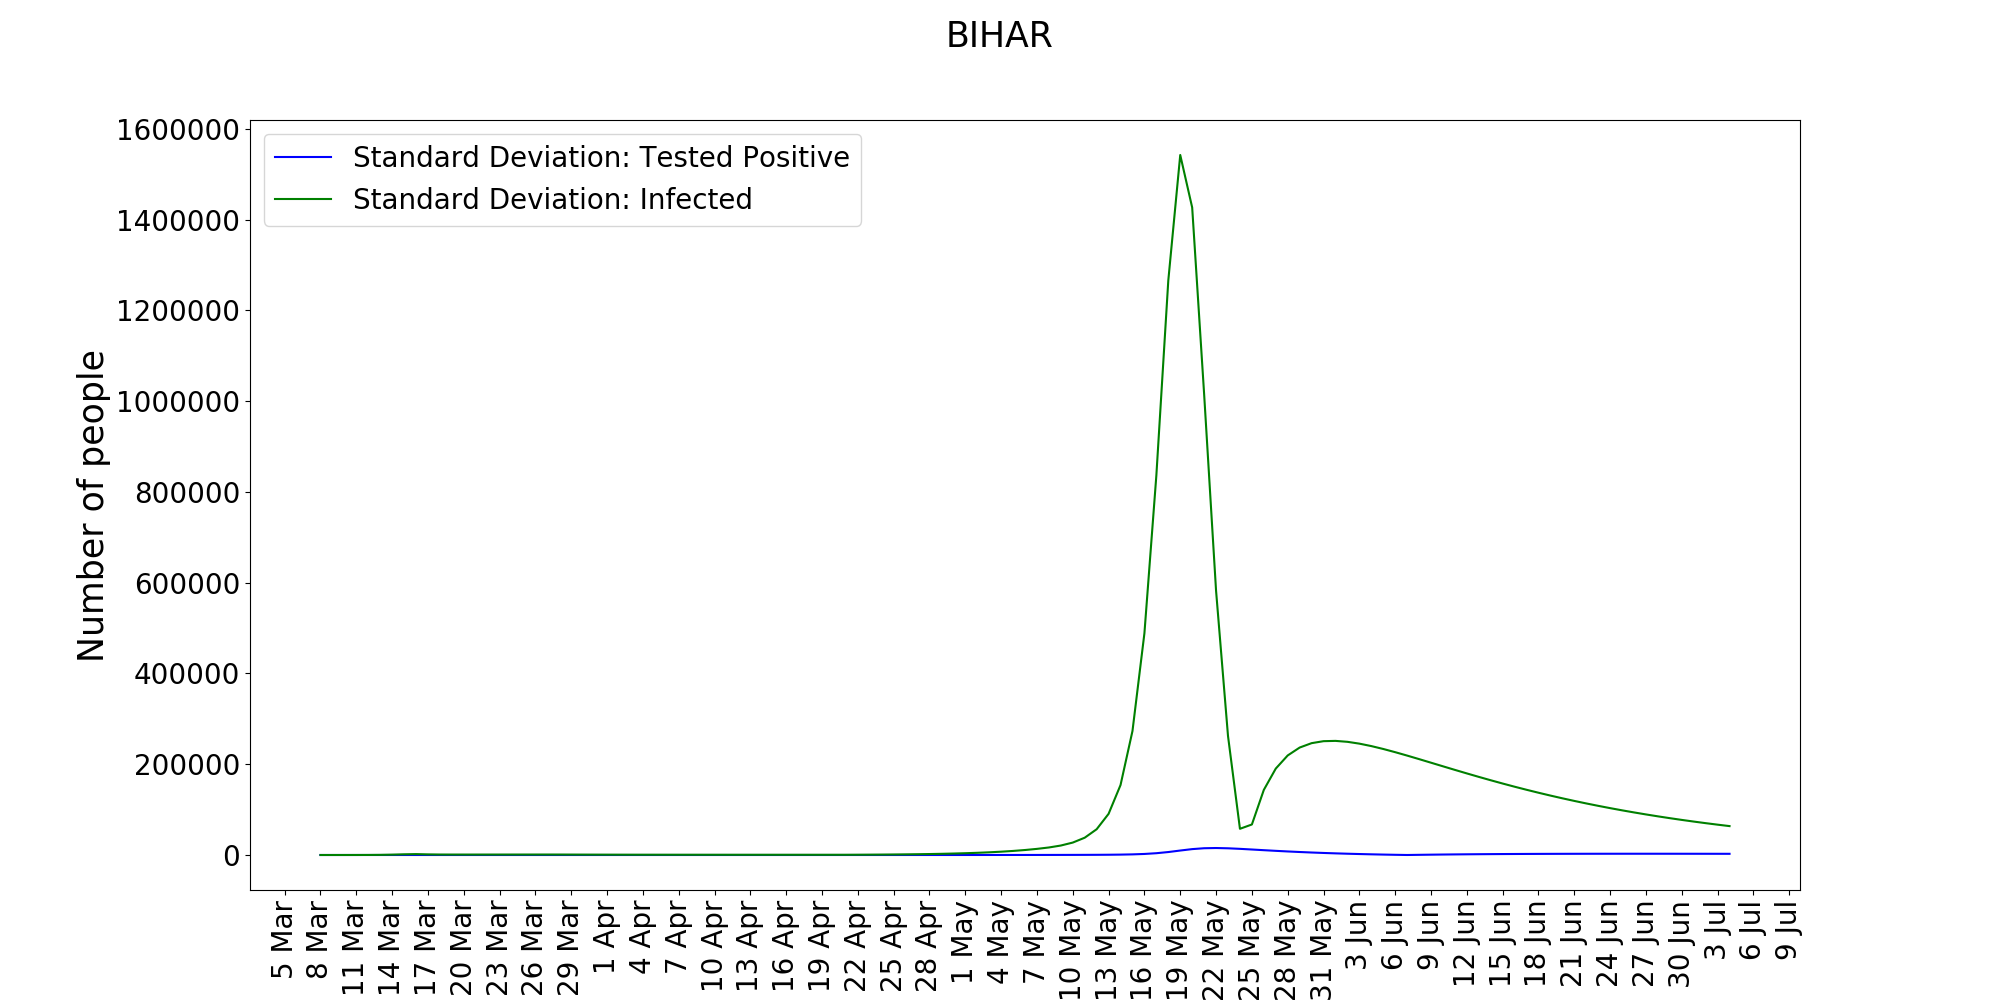 BIHAR
1600000
1400000
1200000
1000000
800000
600000
400000
200000
0
Number of people
Standard Deviation: Tested Positive
Standard Deviation: Infected
5 Mar
8 Mar
11 Mar
14 Mar
17 Mar
20 Mar
23 Mar
26 Mar
29 Mar
1 Apr
4 Apr
7 Apr
10 Apr
13 Apr
16 Apr
19 Apr
22 Apr
25 Apr
28 Apr
1 May
4 May
7 May
10 May
13 May
16 May
19 May
22 May
25 May
28 May
31 May
3 Jun
6 Jun
9 Jun
12 Jun
15 Jun
18 Jun
21 Jun
24 Jun
27 Jun
30 Jun
3 Jul
6 Jul
9 Jul